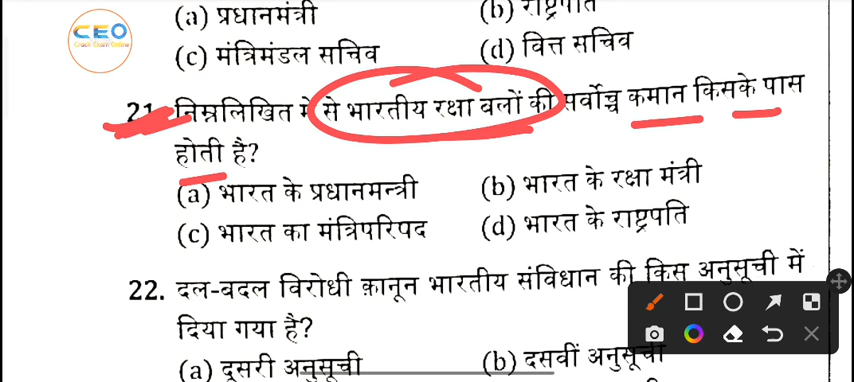 CEO
Crack Exam Online
(a) प्रधानमंत्री (b) राष्ट्रपति
(c) मंत्रिमंडल सचिव (d) वित्त सचिव
21. निम्नलिखित में से भारतीय रक्षा बलों की सर्वोच्च कमान किसके पास
होती है?
(a) भारत के प्रधानमन्त्री (b) भारत के रक्षा मंत्री
(c) भारत का मंत्रिपरिषद (d) भारत के राष्ट्रपति
22. दल-बदल विरोधी क़ानून भारतीय संविधान की किस अनुसूची में
दिया गया है?
(a) दूसरी अनुसूची (b) दसवीं अनुसूची